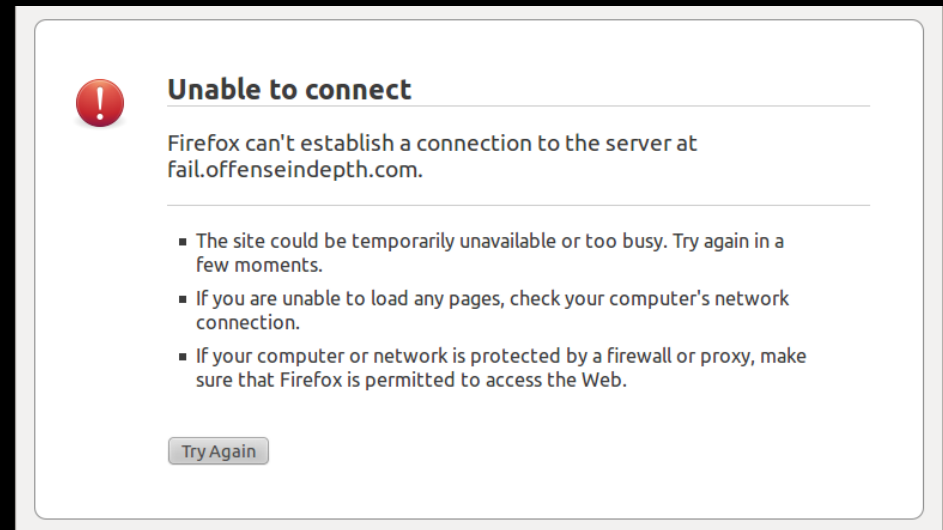 Unable to connect
Firefox can't establish a connection to the server at
fail.offenseindepth.com.
▪ The site could be temporarily unavailable or too busy. Try again in a
few moments.
▪ If you are unable to load any pages, check your computer's network
connection.
▪ If your computer or network is protected by a firewall or proxy, make
sure that Firefox is permitted to access the Web.
Try Again